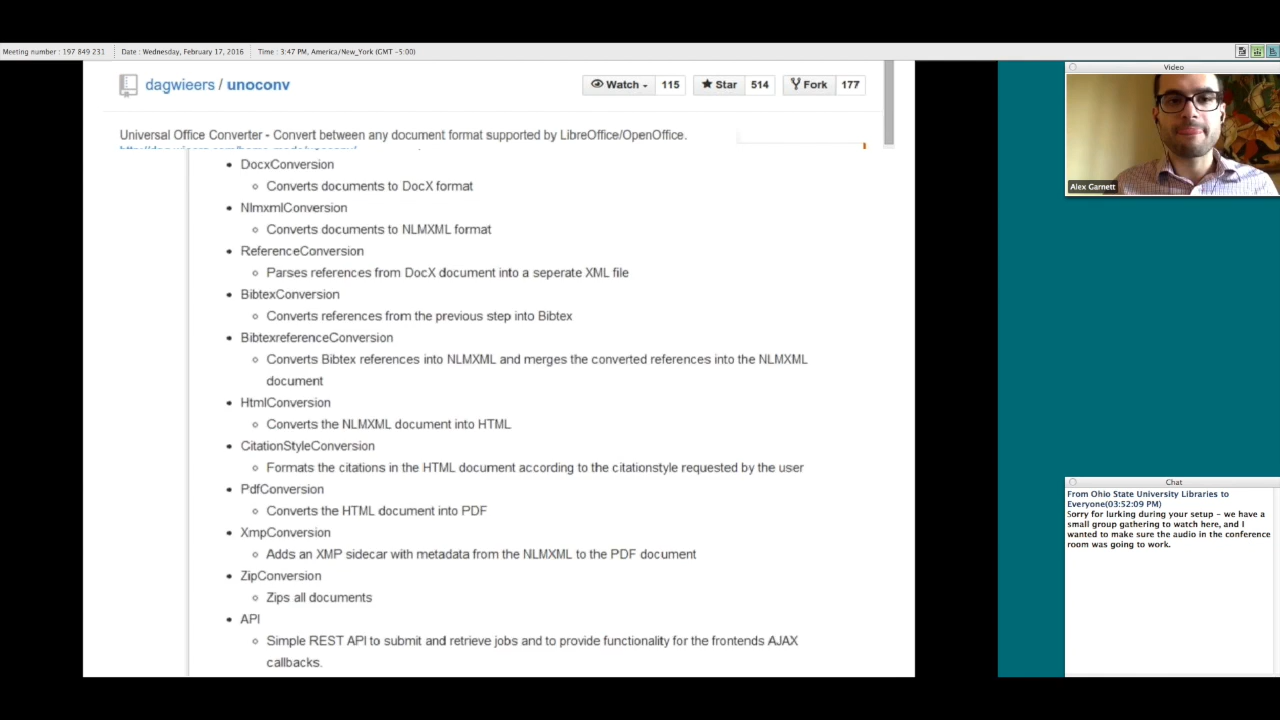 Meeting number : 197 849 231 Date : Wednesday, February 17, 2016 Time : 3:47 PM, America/New_York (GMT -5:00)
dagwieers / unoconv
Watch 115 Star 514 Fork 177
Universal Office Converter - Convert between any document format supported by LibreOffice/OpenOffice.
DocxConversion
Converts documents to DocX format
NlmxmlConversion
Converts documents to NLMXML format
ReferenceConversion
Parses references from DocX document into a seperate XML file
BibtexConversion
Converts references from the previous step into Bibtex
BibtexreferenceConversion
Converts Bibtex references into NLMXML and merges the converted references into the NLMXML
document
HtmlConversion
Converts the NLMXML document into HTML
CitationStyleConversion
Formats the citations in the HTML document according to the citationstyle requested by the user
PdfConversion
Converts the HTML document into PDF
XmpConversion
Adds an XMP sidecar with metadata from the NLMXML to the PDF document
ZipConversion
Zips all documents
API
Simple REST API to submit and retrieve jobs and to provide functionality for the frontends AJAX
callbacks.
Video
Alex Garnett
Chat
From Ohio State University Libraries to
Everyone(03:52:09 PM)
Sorry for lurking during your setup - we have a
small group gathering to watch here, and I
wanted to make sure the audio in the conference
room was going to work.